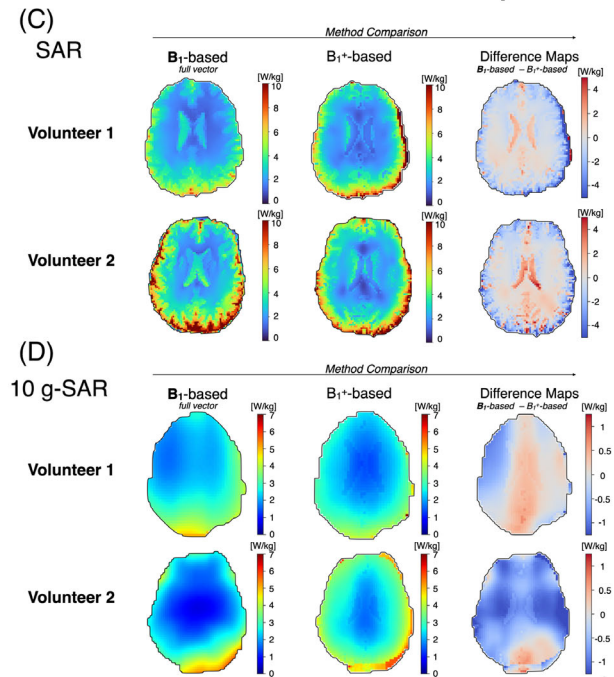 (C)
SAR
Method Comparison
B₁-based
full vector
B₁⁺-based
Difference Maps
B₁-based – B₁⁺-based
[W/kg]
[W/kg]
[W/kg]
Volunteer 1
10
8
6
4
2
0
10
8
6
4
2
0
4
2
0
-2
-4
Volunteer 2
[W/kg]
[W/kg]
[W/kg]
10
8
6
4
2
0
10
8
6
4
2
0
4
2
0
-2
-4
(D)
10 g-SAR
Method Comparison
B₁-based
full vector
B₁⁺-based
Difference Maps
B₁-based – B₁⁺-based
[W/kg]
[W/kg]
[W/kg]
Volunteer 1
7
6
5
4
3
2
1
0
7
6
5
4
3
2
1
0
1
0.5
0
-0.5
-1
Volunteer 2
[W/kg]
[W/kg]
[W/kg]
7
6
5
4
3
2
1
0
7
6
5
4
3
2
1
0
1
0.5
0
-0.5
-1